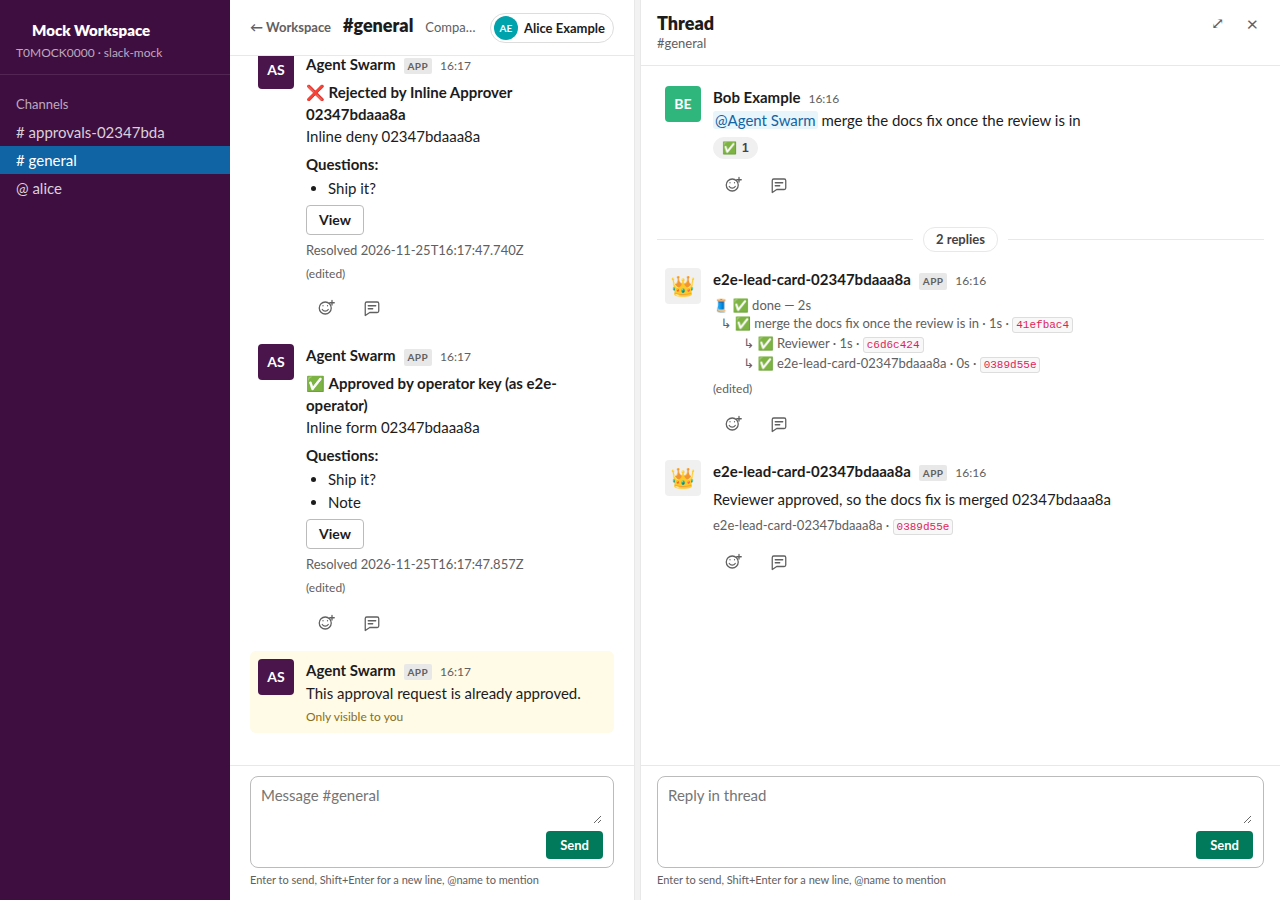 Mock Workspace
T0MOCK0000 · slack-mock
Channels
# approvals-02347bda
# general
@ alice
← Workspace
#general
Compa...
AE
Alice Example
AS
Agent Swarm APP 16:17
❌ Rejected by Inline Approver
02347bdaaa8a
Inline deny 02347bdaaa8a
Questions:
• Ship it?
View
Resolved 2026-11-25T16:17:47.740Z
(edited)
AS
Agent Swarm APP 16:17
✅ Approved by operator key (as e2e-
operator)
Inline form 02347bdaaa8a
Questions:
• Ship it?
• Note
View
Resolved 2026-11-25T16:17:47.857Z
(edited)
AS
Agent Swarm APP 16:17
This approval request is already approved.
Only visible to you
Message #general
Send
Enter to send, Shift+Enter for a new line, @name to mention
Thread
#general
BE
Bob Example 16:16
@Agent Swarm merge the docs fix once the review is in
✅ 1
2 replies
e2e-lead-card-02347bdaaa8a APP 16:16
🧵 ✅ done — 2s
↳ ✅ merge the docs fix once the review is in · 1s · 41efbac4
↳ ✅ Reviewer · 1s · c6d6c424
↳ ✅ e2e-lead-card-02347bdaaa8a · 0s · 0389d55e
(edited)
e2e-lead-card-02347bdaaa8a APP 16:16
Reviewer approved, so the docs fix is merged 02347bdaaa8a
e2e-lead-card-02347bdaaa8a · 0389d55e
Reply in thread
Send
Enter to send, Shift+Enter for a new line, @name to mention